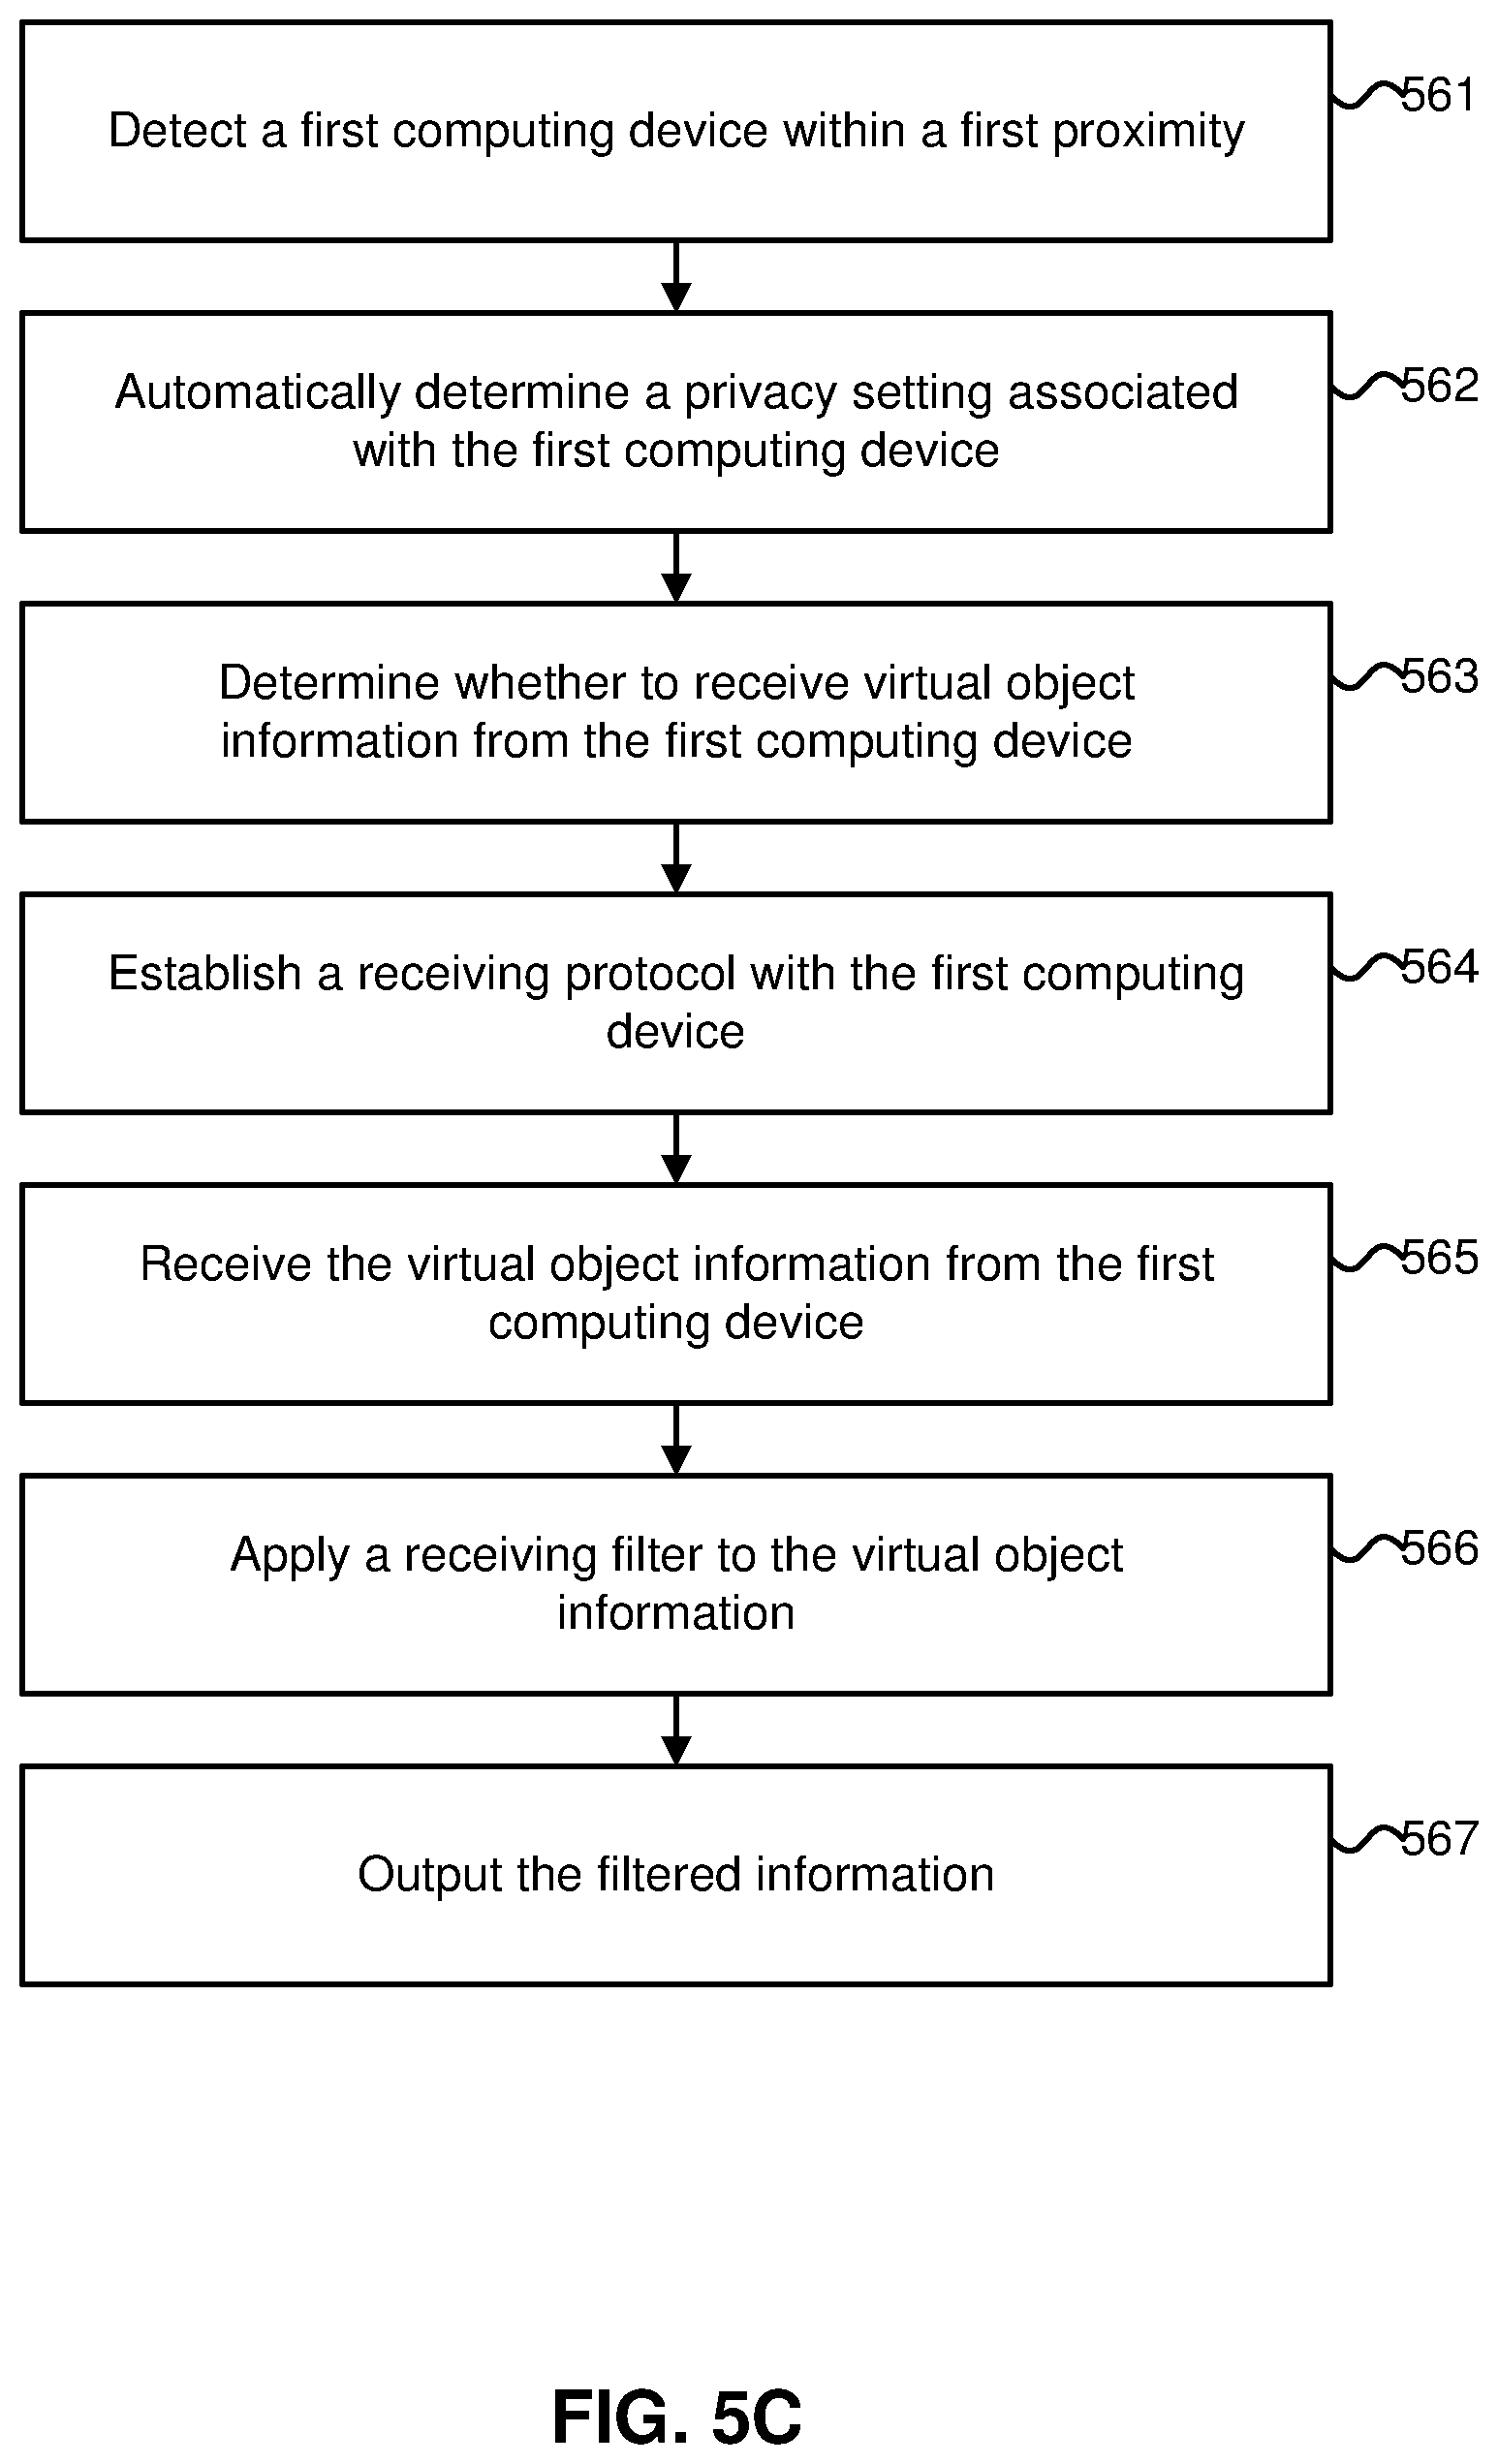 Detect a first computing device within a first proximity
561
Automatically determine a privacy setting associated
with the first computing device
562
Determine whether to receive virtual object
information from the first computing device
563
Establish a receiving protocol with the first computing
device
564
Receive the virtual object information from the first
computing device
565
Apply a receiving filter to the virtual object
information
566
Output the filtered information
567
FIG. 5C